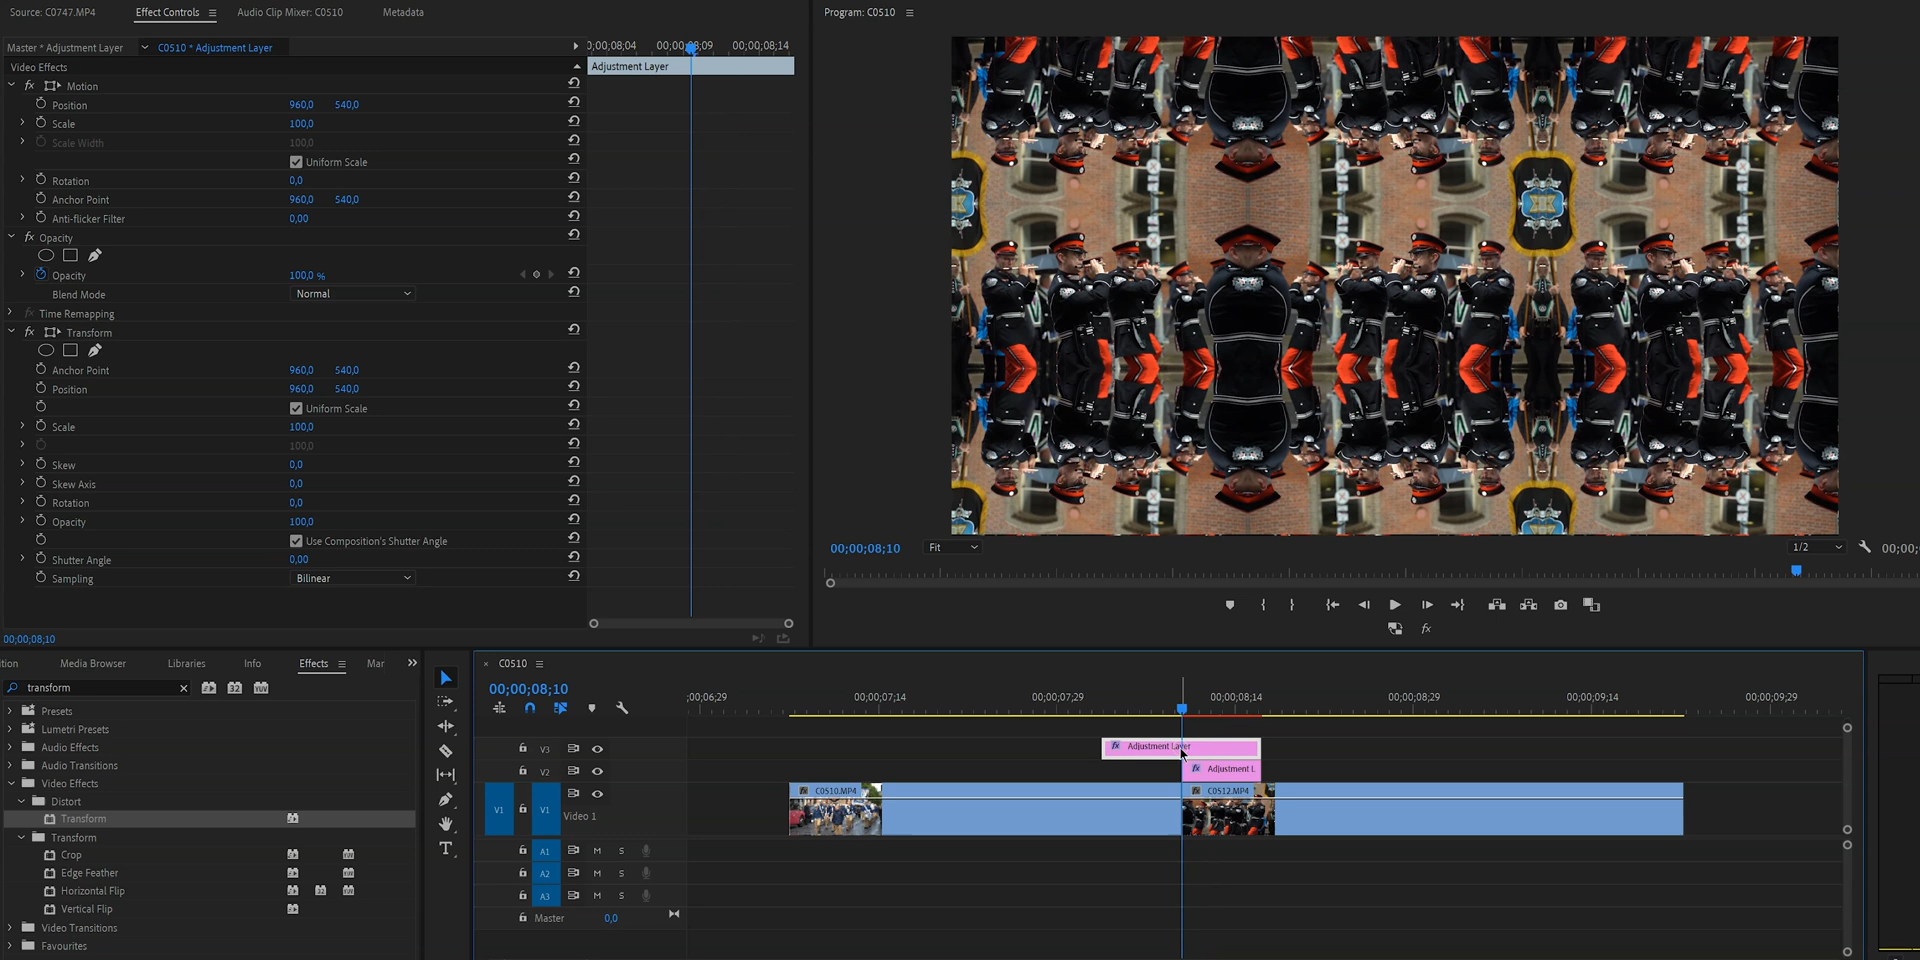 Source: C0747.MP4
Effect Controls
Audio Clip Mixer: C0510
Metadata
Master * Adjustment Layer
C0510 * Adjustment Layer
00;00;08;14
Video Effects
Adjustment Layer
fx Motion
Position 960,0 540,0
Scale 100,0
Scale Width 100,0
Uniform Scale
Rotation 0,0
Anchor Point 960,0 540,0
Anti-flicker Filter 0,00
fx Opacity
Opacity 100,0 %
Blend Mode Normal
fx Time Remapping
fx Transform
Anchor Point 960,0 540,0
Position 960,0 540,0
Uniform Scale
Scale 100,0
100,0
Skew 0,0
Skew Axis 0,0
Rotation 0,0
Opacity 100,0
Use Composition's Shutter Angle
Shutter Angle 0,00
Sampling Bilinear
00;00;08;10
Program: C0510
00;00;08;10
Fit
1/2
00;00;
fx
tion
Media Browser
Libraries
Info
Effects
Mar
transform
32
YUV
Presets
Lumetri Presets
Audio Effects
Audio Transitions
Video Effects
Distort
Transform
Transform
Crop
Edge Feather
Horizontal Flip
Vertical Flip
Video Transitions
Favourites
C0510
00;00;08;10
;00;06;29
00;00;07;14
00;00;07;29
00;00;08;14
00;00;08;29
00;00;09;14
00;00;09;29
V3
fx Adjustment Layer
V2
fx Adjustment L
V1
V1
Video 1
fx C0510.MP4
fx C0512.MP4
A1 M S
A2 M S
A3 M S
Master 0,0